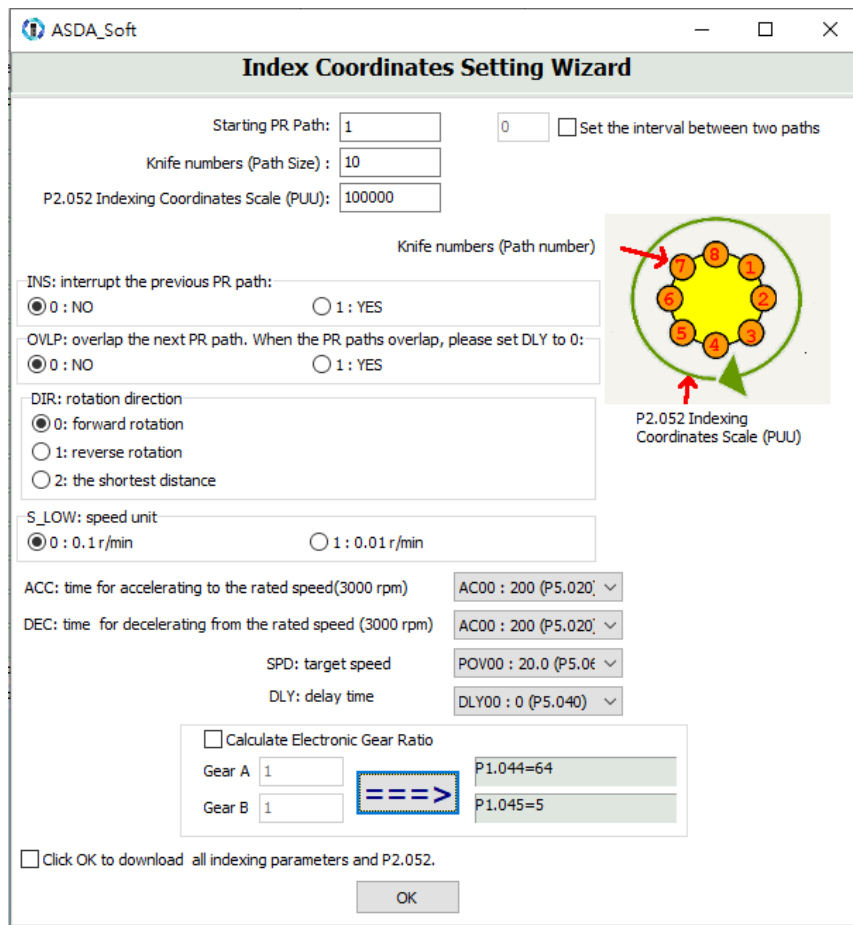 ASDA_Soft
Index Coordinates Setting Wizard
Starting PR Path: 1 0 Set the interval between two paths
Knife numbers (Path Size) : 10
P2.052 Indexing Coordinates Scale (PUU): 100000
Knife numbers (Path number)
8
7 1
6 2
5 3
4
P2.052 Indexing
Coordinates Scale (PUU)
INS: interrupt the previous PR path:
0 : NO 1 : YES
OVLP: overlap the next PR path. When the PR paths overlap, please set DLY to 0:
0 : NO 1 : YES
DIR: rotation direction
0: forward rotation
1: reverse rotation
2: the shortest distance
S_LOW: speed unit
0 : 0.1 r/min 1 : 0.01 r/min
ACC: time for accelerating to the rated speed(3000 rpm) AC00 : 200 (P5.020)
DEC: time for decelerating from the rated speed (3000 rpm) AC00 : 200 (P5.020)
SPD: target speed POV00 : 20.0 (P5.06
DLY: delay time DLY00 : 0 (P5.040)
Calculate Electronic Gear Ratio
Gear A 1 ===> P1.044=64
Gear B 1 P1.045=5
Click OK to download all indexing parameters and P2.052.
OK